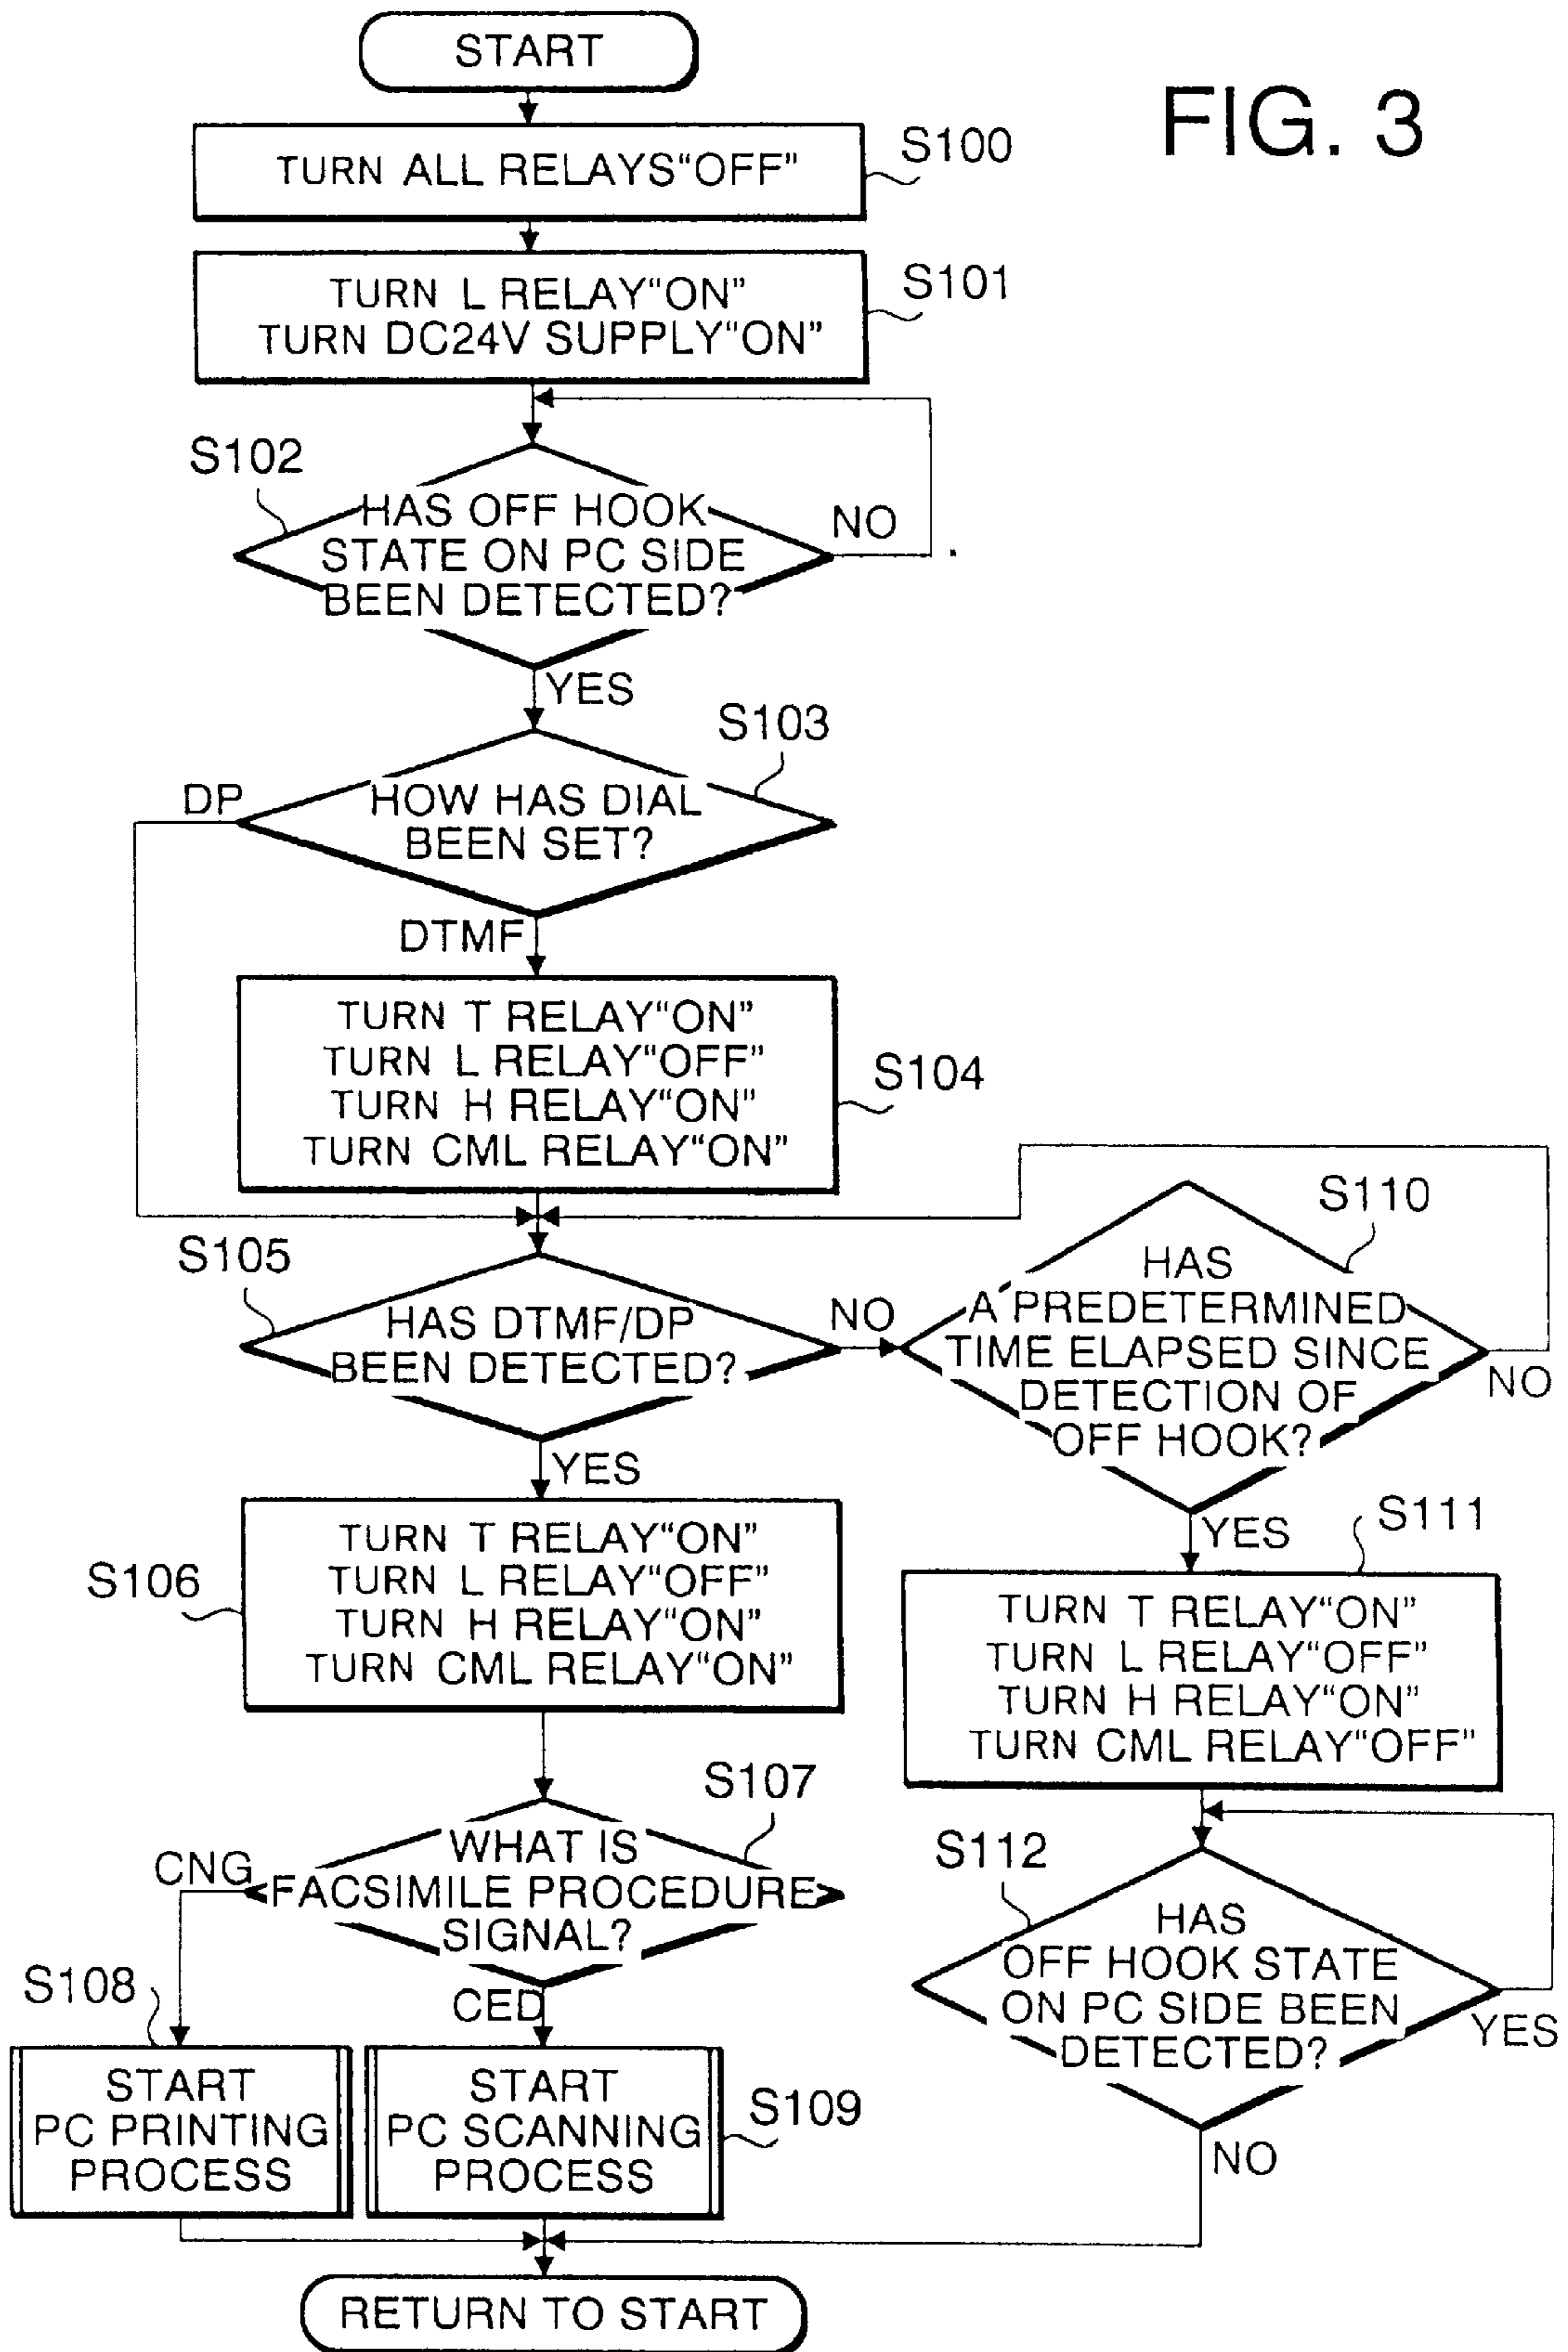 START
FIG. 3
TURN ALL RELAYS“OFF”
S100
TURN L RELAY“ON”
TURN DC24V SUPPLY“ON”
S101
S102
HAS OFF HOOK
STATE ON PC SIDE
BEEN DETECTED?
NO
YES
S103
DP
HOW HAS DIAL
BEEN SET?
DTMF
TURN T RELAY“ON”
TURN L RELAY“OFF”
TURN H RELAY“ON”
TURN CML RELAY“ON”
S104
S105
HAS DTMF/DP
BEEN DETECTED?
NO
YES
S110
HAS
A PREDETERMINED
TIME ELAPSED SINCE
DETECTION OF
OFF HOOK?
NO
YES
S106
TURN T RELAY“ON”
TURN L RELAY“OFF”
TURN H RELAY“ON”
TURN CML RELAY“ON”
S111
TURN T RELAY“ON”
TURN L RELAY“OFF”
TURN H RELAY“ON”
TURN CML RELAY“OFF”
S107
CNG
WHAT IS
FACSIMILE PROCEDURE
SIGNAL?
CED
S112
HAS
OFF HOOK STATE
ON PC SIDE BEEN
DETECTED?
YES
NO
S108
START
PC PRINTING
PROCESS
START
PC SCANNING
PROCESS
S109
RETURN TO START